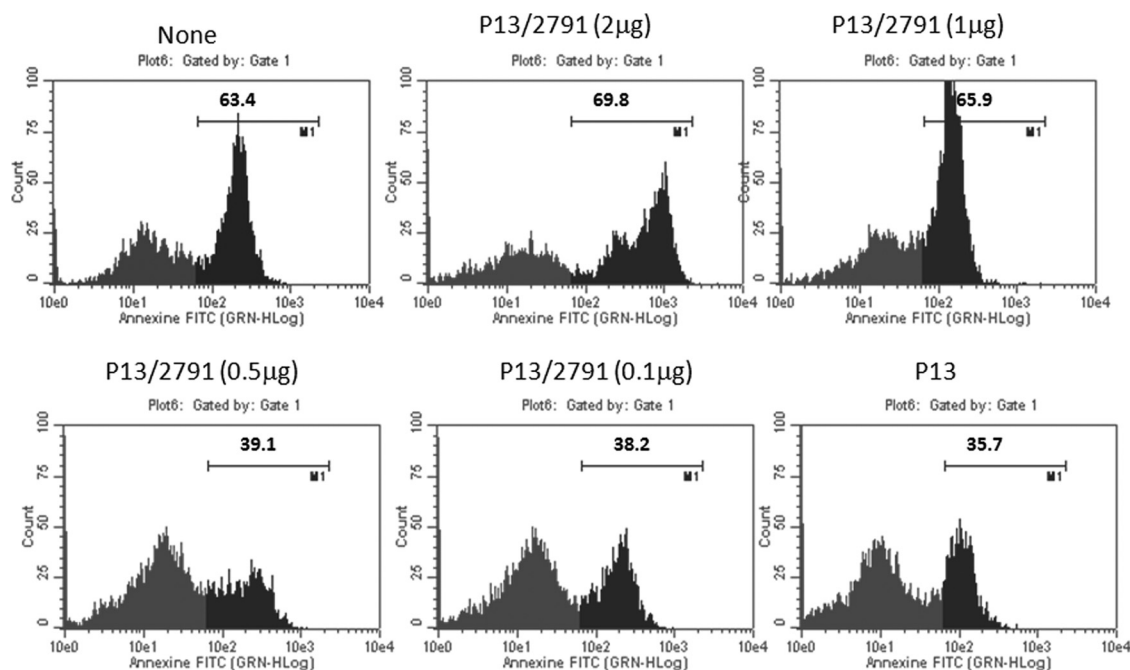 None
P13/2791 (2µg)
P13/2791 (1µg)
Plot6: Gated by: Gate 1
Plot6: Gated by: Gate 1
Plot6: Gated by: Gate 1
100
75
50
25
0
Count
63.4
M1
10e0 10e1 10e2 10e3 10e4
Annexine FITC (GRN-HLog)
100
75
50
25
0
Count
69.8
M1
10e0 10e1 10e2 10e3 10e4
Annexine FITC (GRN-HLog)
100
75
50
25
0
Count
65.9
M1
10e0 10e1 10e2 10e3 10e4
Annexine FITC (GRN-HLog)
P13/2791 (0.5µg)
P13/2791 (0.1µg)
P13
Plot6: Gated by: Gate 1
Plot6: Gated by: Gate 1
Plot6: Gated by: Gate 1
100
75
50
25
0
Count
39.1
M1
10e0 10e1 10e2 10e3 10e4
Annexine FITC (GRN-HLog)
100
75
50
25
0
Count
38.2
M1
10e0 10e1 10e2 10e3 10e4
Annexine FITC (GRN-HLog)
100
75
50
25
0
Count
35.7
M1
10e0 10e1 10e2 10e3 10e4
Annexine FITC (GRN-HLog)